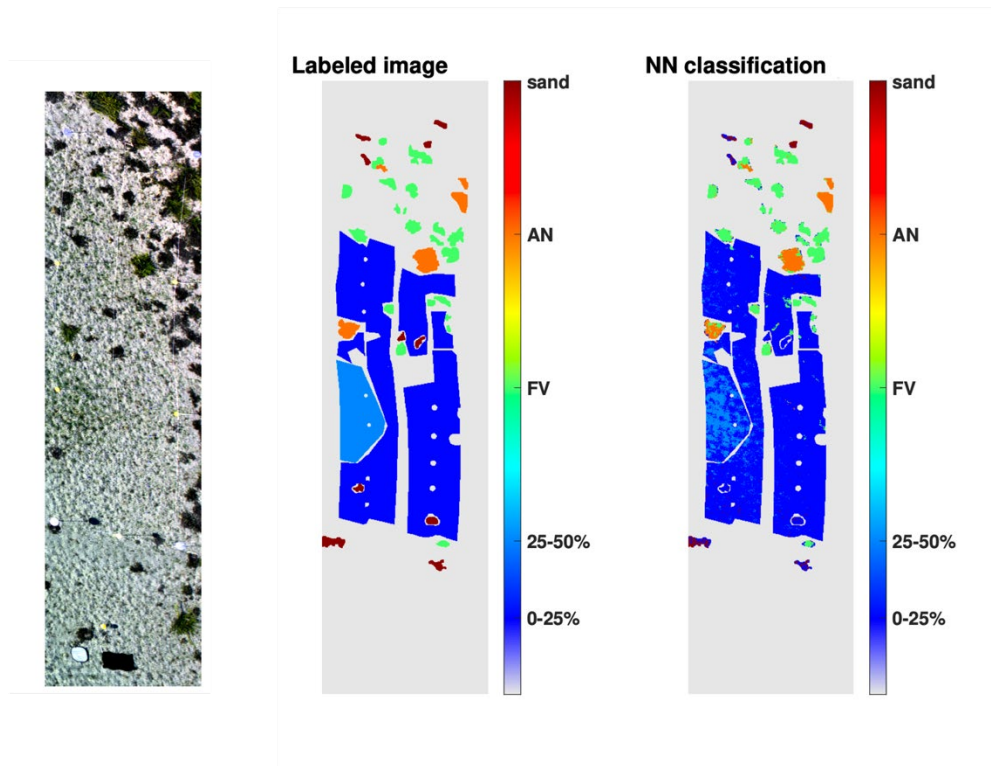 Labeled image
sand
AN
FV
25-50%
0-25%
NN classification
sand
AN
FV
25-50%
0-25%